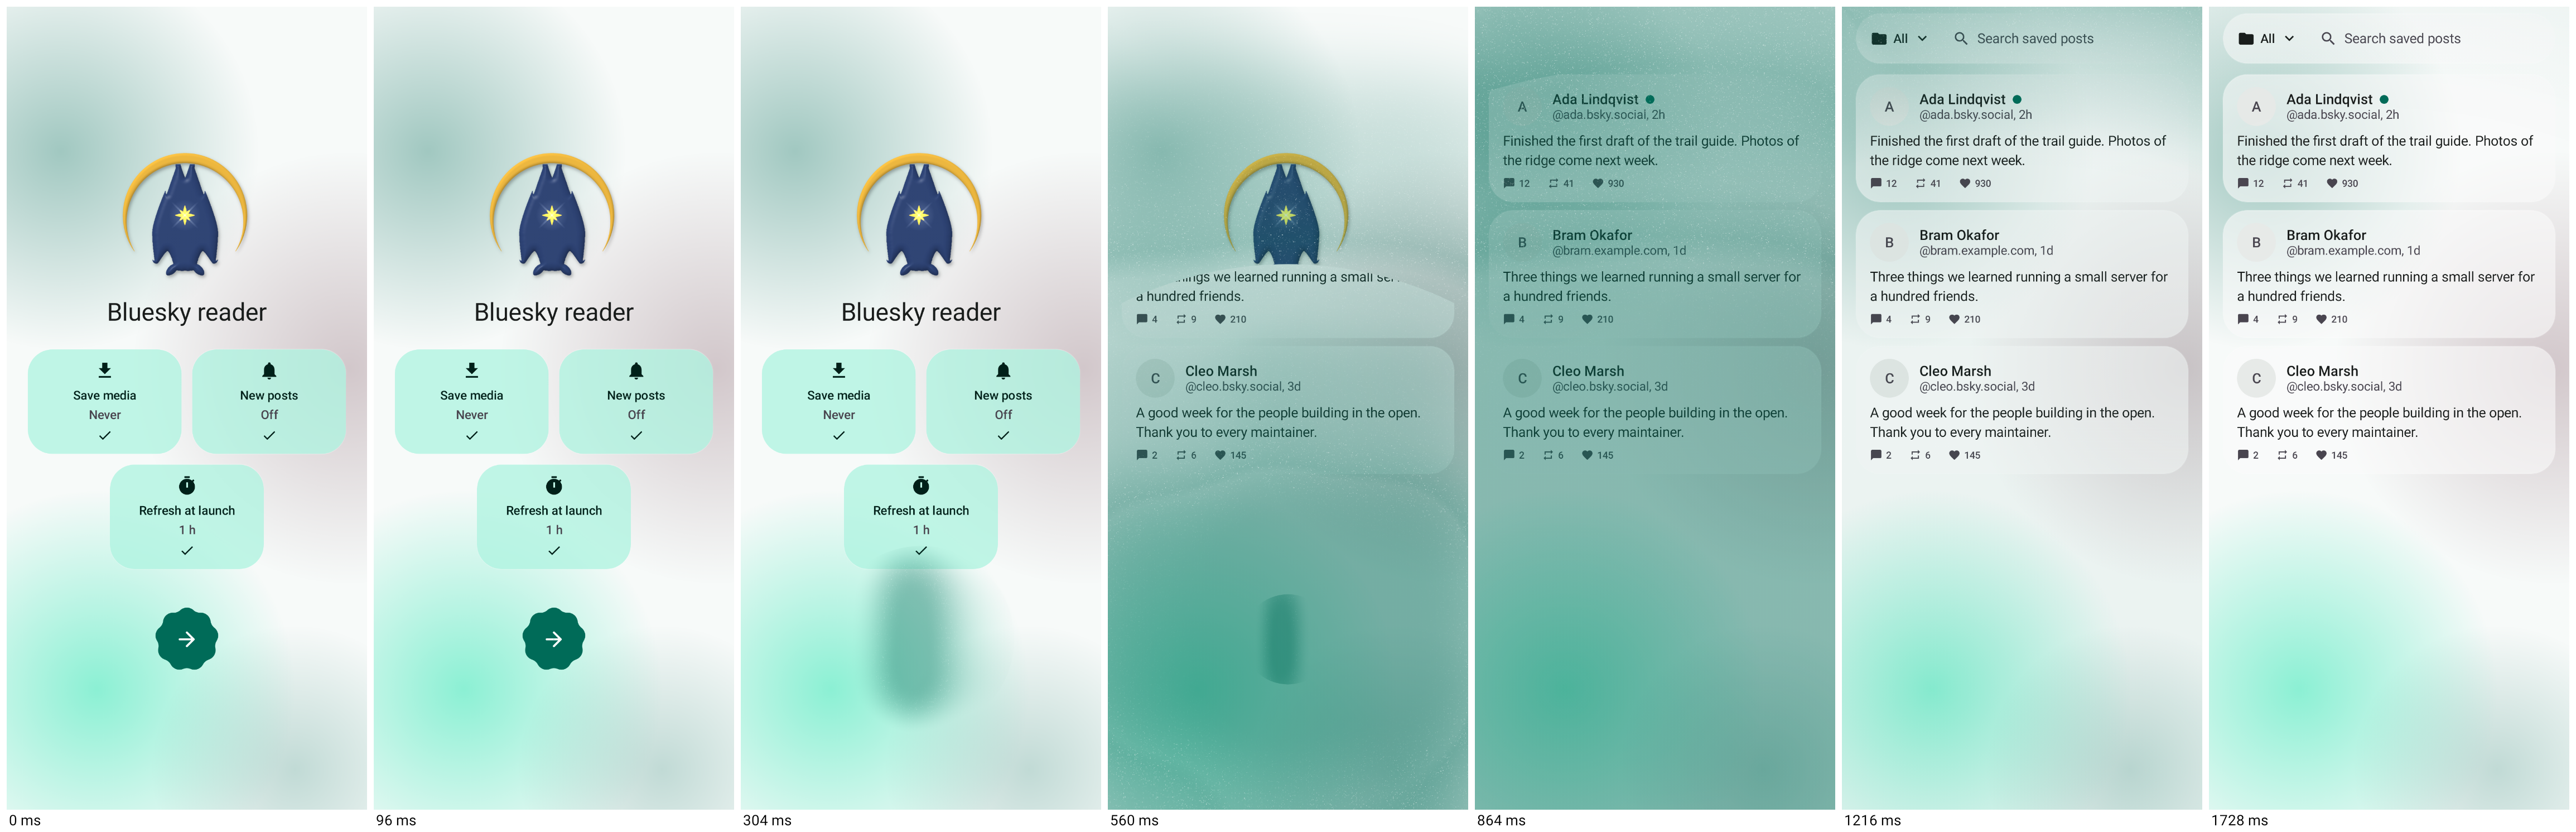 Bluesky reader
Save media
Never
New posts
Off
Refresh at launch
1 h
0 ms
Bluesky reader
Save media
Never
New posts
Off
Refresh at launch
1 h
96 ms
Bluesky reader
Save media
Never
New posts
Off
Refresh at launch
1 h
304 ms
we learned running a small
a hundred friends.
4 9 210
C
Cleo Marsh
@cleo.bsky.social, 3d
A good week for the people building in the open.
Thank you to every maintainer.
2 6 145
560 ms
A
Ada Lindqvist
@ada.bsky.social, 2h
Finished the first draft of the trail guide. Photos of
the ridge come next week.
12 41 930
B
Bram Okafor
@bram.example.com, 1d
Three things we learned running a small server for
a hundred friends.
4 9 210
C
Cleo Marsh
@cleo.bsky.social, 3d
A good week for the people building in the open.
Thank you to every maintainer.
2 6 145
864 ms
All Search saved posts
A
Ada Lindqvist
@ada.bsky.social, 2h
Finished the first draft of the trail guide. Photos of
the ridge come next week.
12 41 930
B
Bram Okafor
@bram.example.com, 1d
Three things we learned running a small server for
a hundred friends.
4 9 210
C
Cleo Marsh
@cleo.bsky.social, 3d
A good week for the people building in the open.
Thank you to every maintainer.
2 6 145
1216 ms
All Search saved posts
A
Ada Lindqvist
@ada.bsky.social, 2h
Finished the first draft of the trail guide. Photos of
the ridge come next week.
12 41 930
B
Bram Okafor
@bram.example.com, 1d
Three things we learned running a small server for
a hundred friends.
4 9 210
C
Cleo Marsh
@cleo.bsky.social, 3d
A good week for the people building in the open.
Thank you to every maintainer.
2 6 145
1728 ms